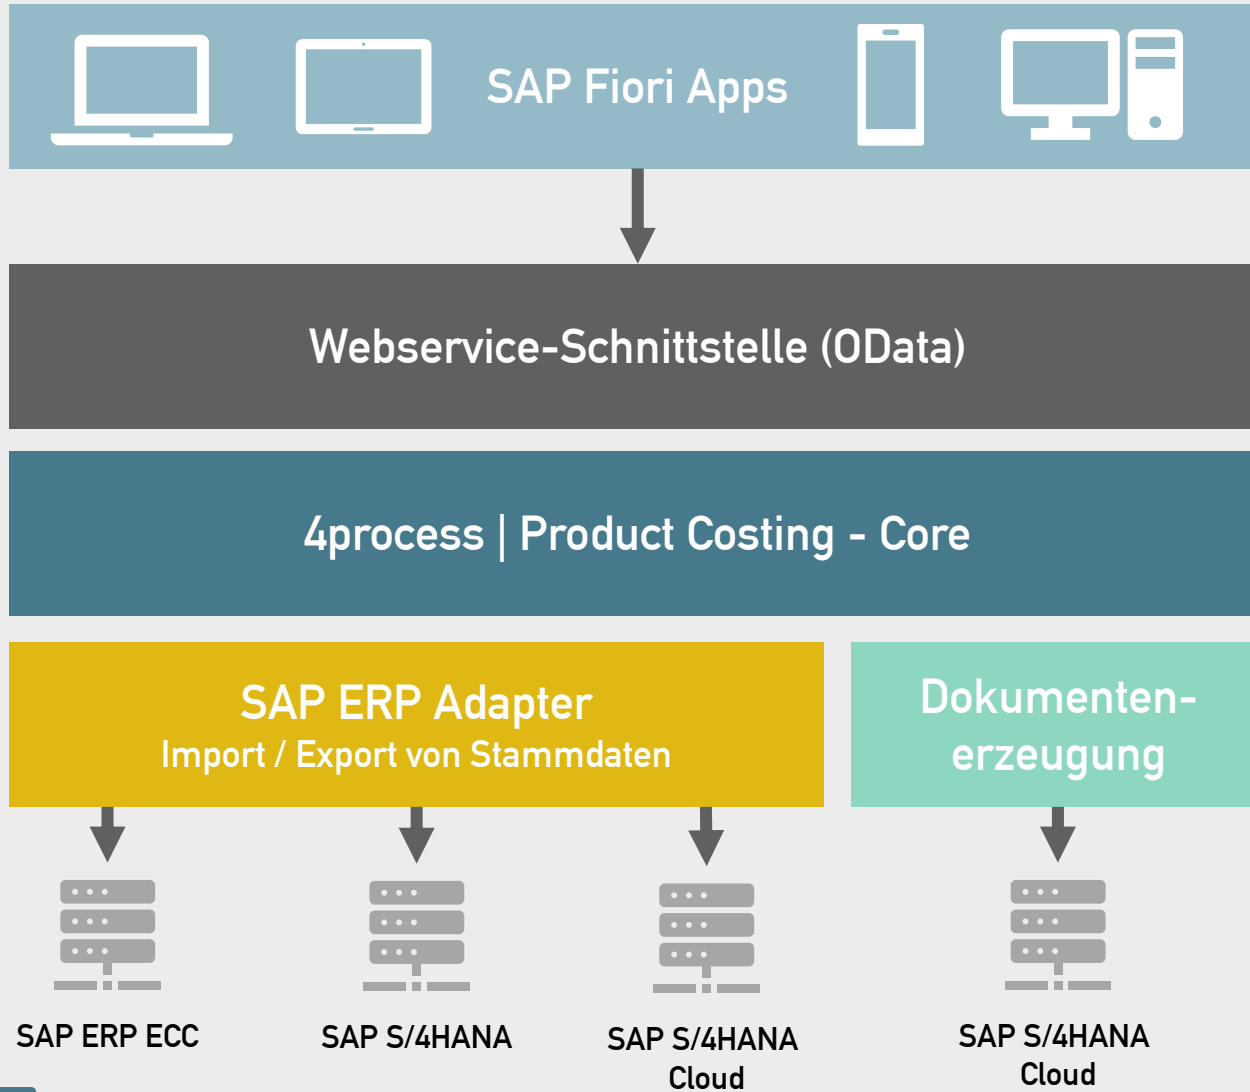 SAP Fiori Apps
Webservice-Schnittstelle (OData)
4process | Product Costing - Core
SAP ERP Adapter
Import / Export von Stammdaten
Dokumenten-
erzeugung
SAP ERP ECC
SAP S/4HANA
SAP S/4HANA
Cloud
SAP S/4HANA
Cloud